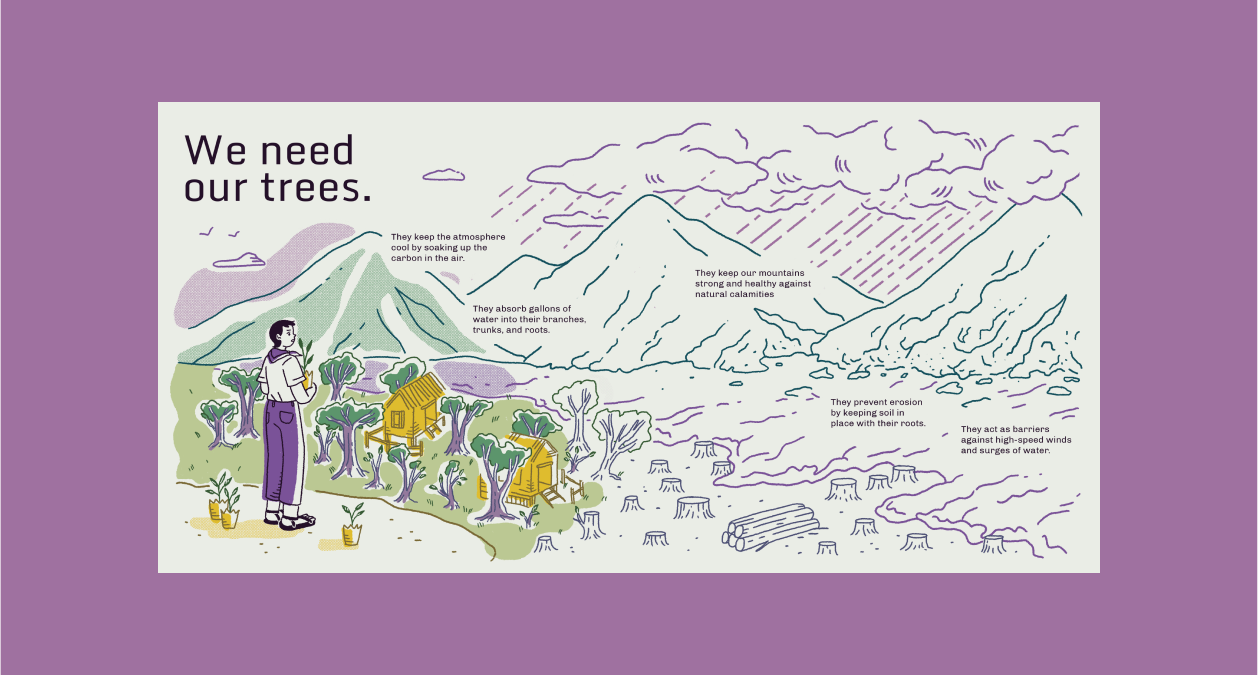 We need
our trees.
They keep the atmosphere
cool by soaking up the
carbon in the air.
They absorb gallons of
water into their branches,
trunks, and roots.
They keep our mountains
strong and healthy against
natural calamities
They prevent erosion
by keeping soil in
place with their roots.
They act as barriers
against high-speed winds
and surges of water.